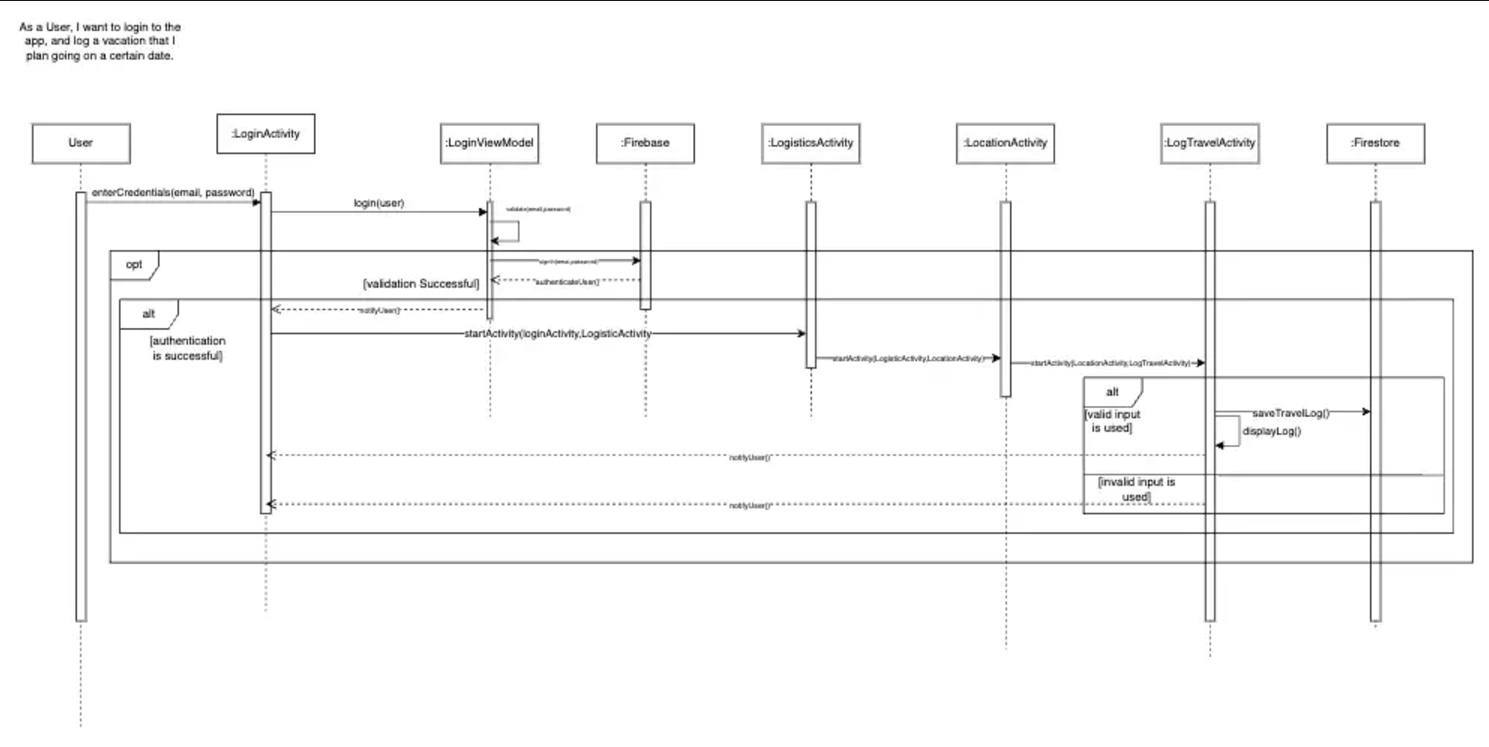 As a User, I want to login to the
app, and log a vacation that I
plan going on a certain date.
User
:LoginActivity
:LoginViewModel
:Firebase
:LogisticsActivity
:LocationActivity
:LogTravelActivity
:Firestore
enterCredentials(email, password)
login(user)
validate(email,password)
opt
signIn(email,password)
[validation Successful]
authenticateUser()
alt
notifyUser()
[authentication
is successful]
startActivity(loginActivity,LogisticActivity
startActivity(LogisticActivity,LocationActivity)
startActivity(LocationActivity,LogTravelActivity)
alt
[valid input
is used]
saveTravelLog()
displayLog()
notifyUser()
[invalid input is
used]
notifyUser()